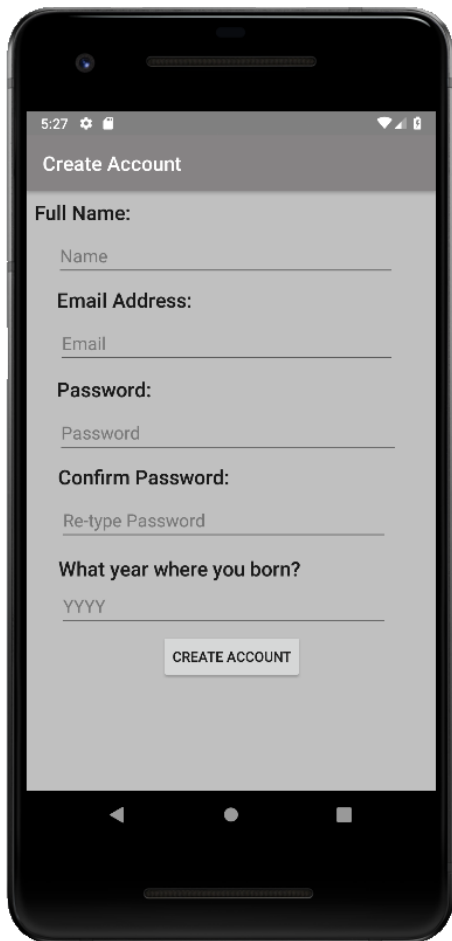 5:27
Create Account
Full Name:
Name
Email Address:
Email
Password:
Password
Confirm Password:
Re-type Password
What year where you born?
YYYY
CREATE ACCOUNT